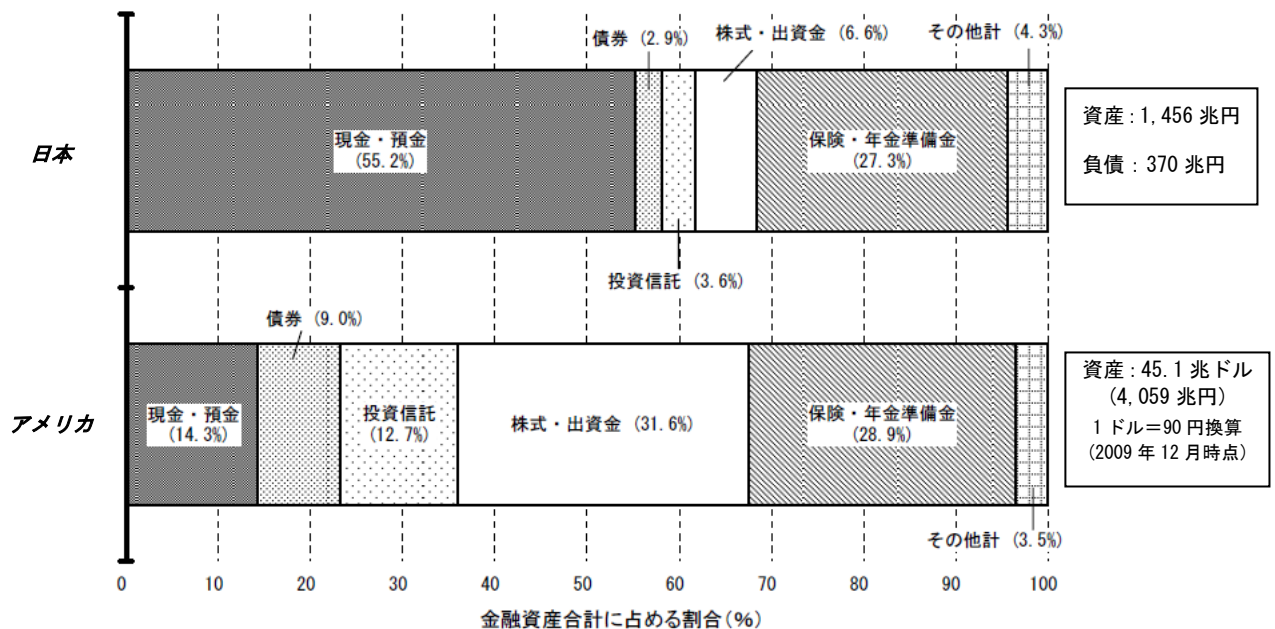 債券 (2.9%)
株式・出資金 (6.6%)
その他計 (4.3%)
日本
現金・預金
(55.2%)
保険・年金準備金
(27.3%)
資産：1,456 兆円
負債：370 兆円
投資信託 (3.6%)
債券 (9.0%)
アメリカ
現金・預金
(14.3%)
投資信託
(12.7%)
株式・出資金 (31.6%)
保険・年金準備金
(28.9%)
資産：45.1 兆ドル
(4,059 兆円)
1 ドル＝90 円換算
(2009 年 12 月時点)
その他計 (3.5%)
0 10 20 30 40 50 60 70 80 90 100
金融資産合計に占める割合(%)